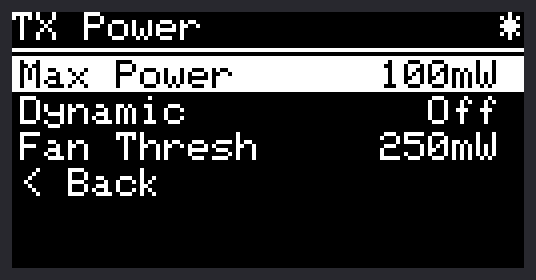 TX Power *
Max Power 100mW
Dynamic Off
Fan Thresh 250mW
< Back